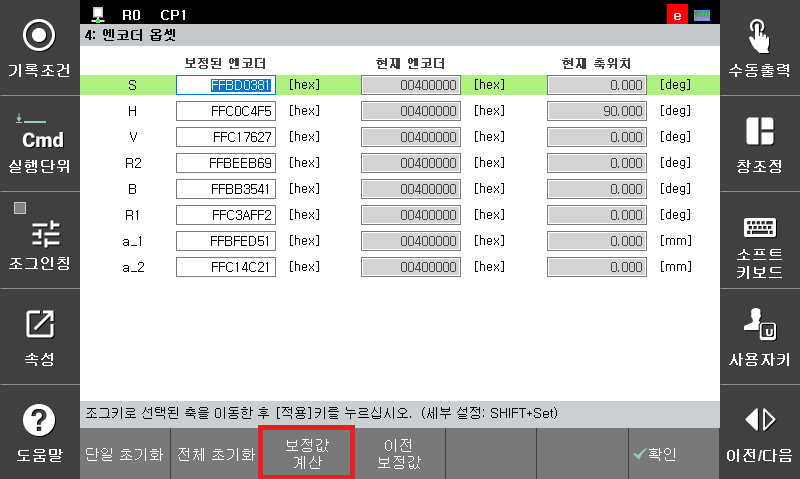 R0 CP1
e
4: 엔코더 옵셋
보정된 엔코더 현재 엔코더 현재 축위치
S FFBD0381 [hex] 00400000 [hex] 0.000 [deg]
H FFC0C4F5 [hex] 00400000 [hex] 90.000 [deg]
V FFC17627 [hex] 00400000 [hex] 0.000 [deg]
R2 FFBEEB69 [hex] 00400000 [hex] 0.000 [deg]
B FFBB3541 [hex] 00400000 [hex] 0.000 [deg]
R1 FFC3AFF2 [hex] 00400000 [hex] 0.000 [deg]
a_1 FFBFED51 [hex] 00400000 [hex] 0.000 [mm]
a_2 FFC14C21 [hex] 00400000 [hex] 0.000 [mm]
조그키로 선택된 축을 이동한 후 [적용]키를 누르십시오. (세부 설정: SHIFT+Set)
단일 초기화
전체 초기화
보정값
계산
이전
보정값
확인
기록조건
Cmd
실행단위
조그인칭
속성
?
도움말
수동출력
창조정
소프트
키보드
u
사용자키
이전/다음